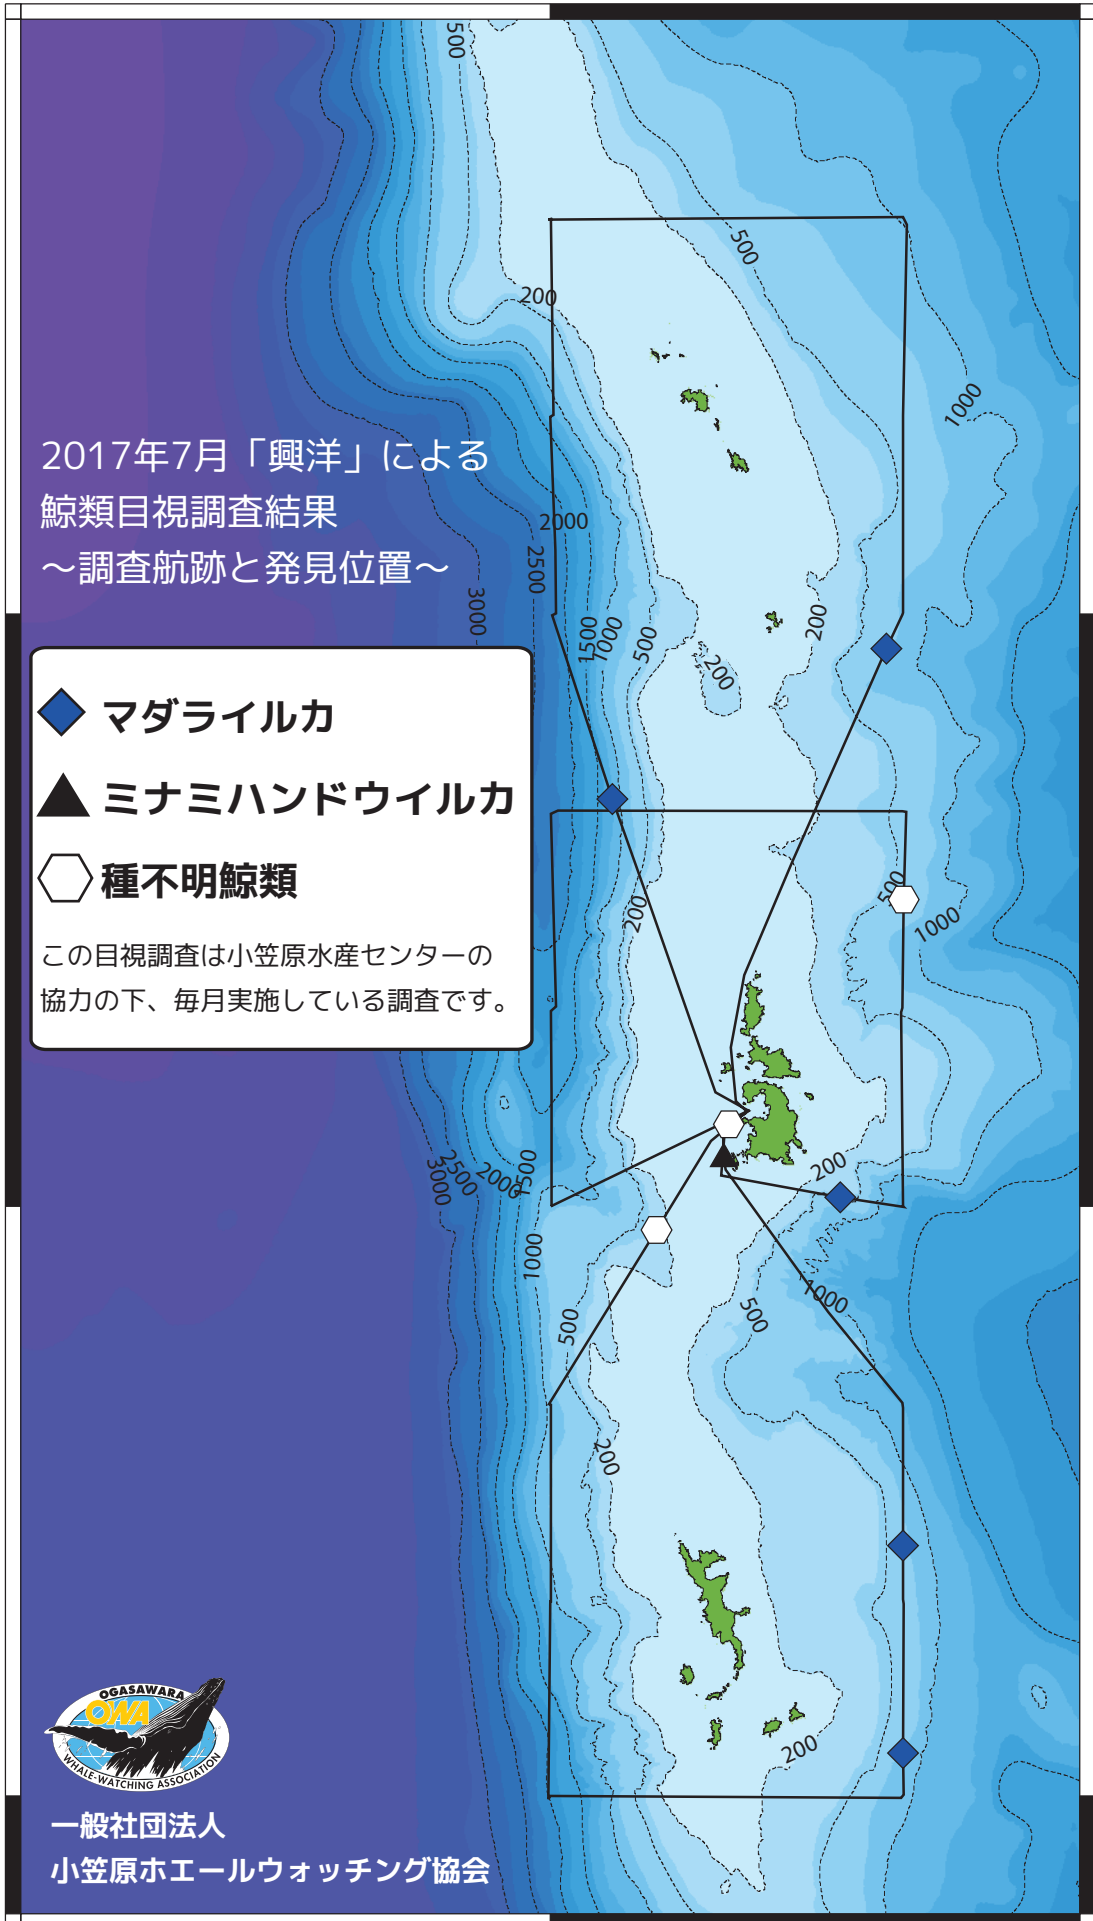 500
500
200
1000
2017年7月「興洋」による
鯨類目視調査結果
～調査航跡と発見位置～
2000
2500
3000
1500
1000
500
200
200
マダライルカ
ミナミハンドウイルカ
種不明鯨類
この目視調査は小笠原水産センターの
協力の下、毎月実施している調査です。
200
500
1000
3000
2500
2000
1500
200
1000
500
500
1000
200
200
OGASAWARA
OWA
WHALE-WATCHING ASSOCIATION
一般社団法人
小笠原ホエールウォッチング協会